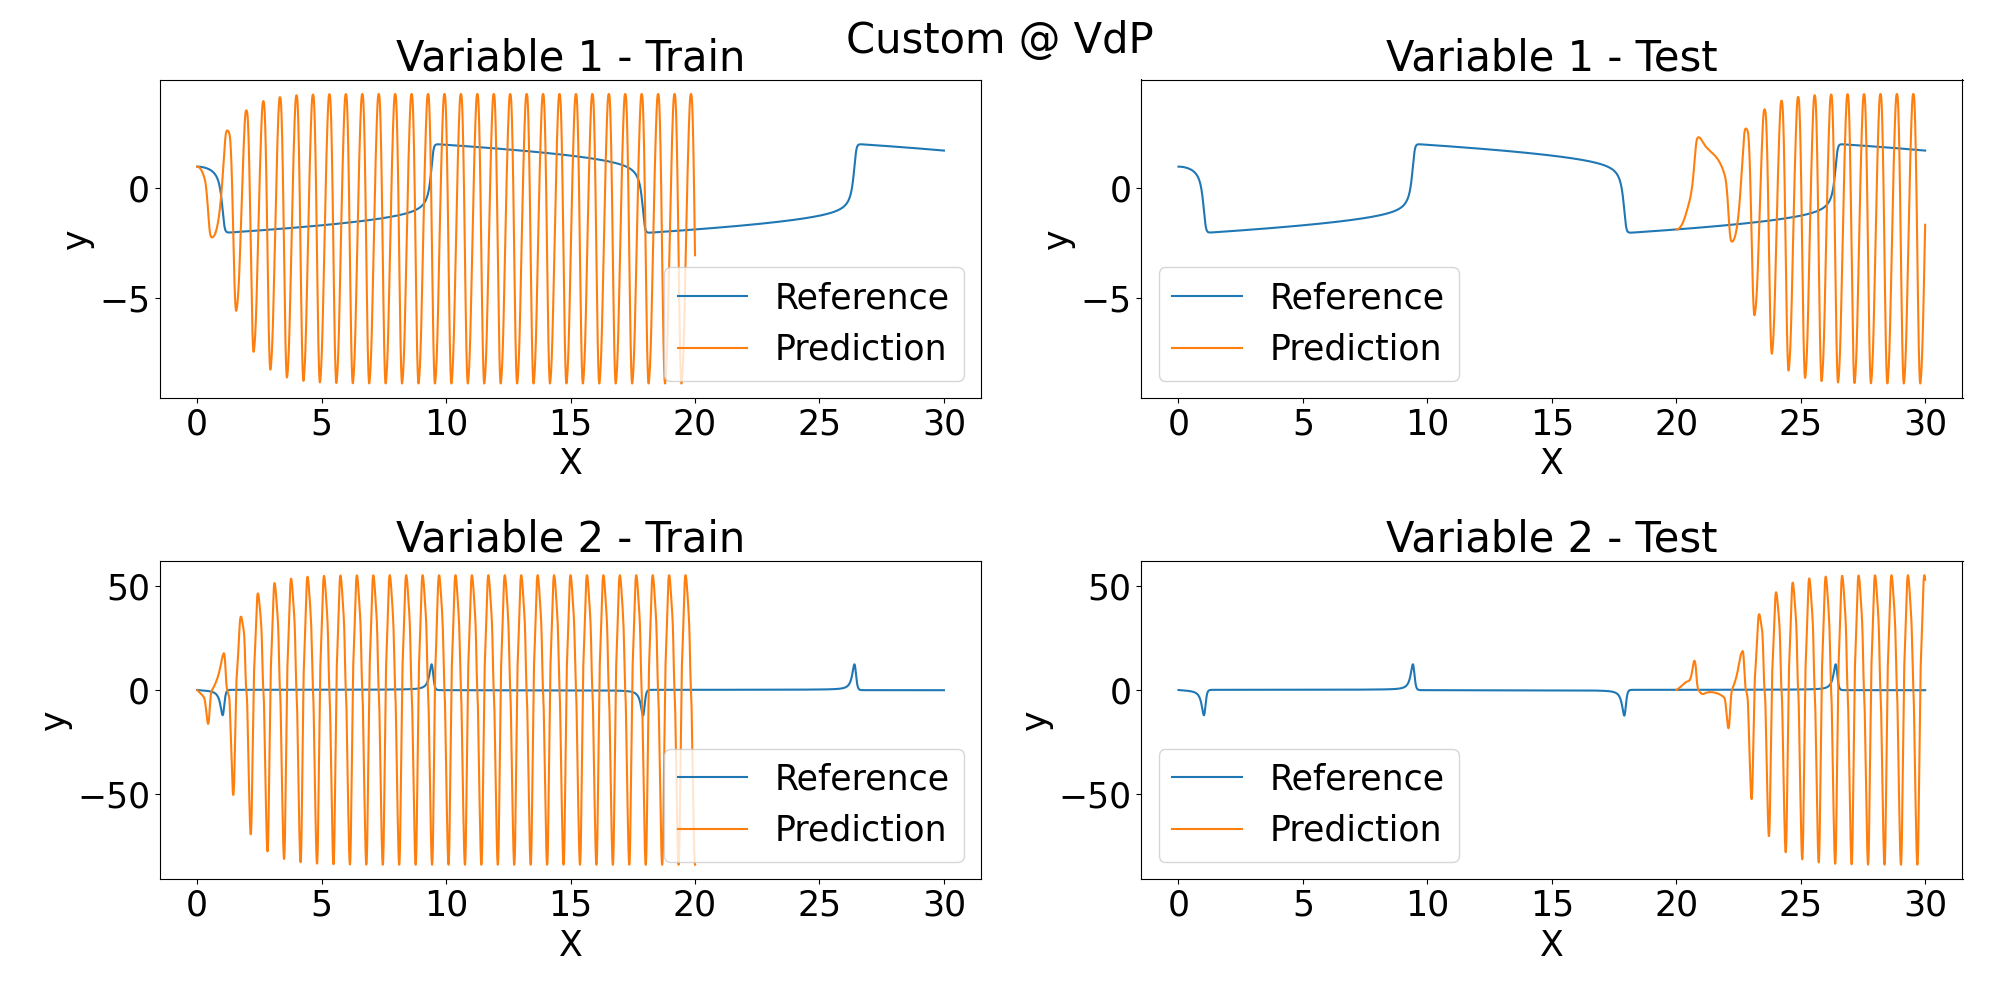 Custom @ VdP
Variable 1 - Train
Variable 1 - Test
0
−5
y
0 5 10 15 20 25 30
X
Reference
Prediction
0
−5
y
0 5 10 15 20 25 30
X
Reference
Prediction
Variable 2 - Train
Variable 2 - Test
50
0
−50
y
0 5 10 15 20 25 30
X
Reference
Prediction
50
0
−50
y
0 5 10 15 20 25 30
X
Reference
Prediction